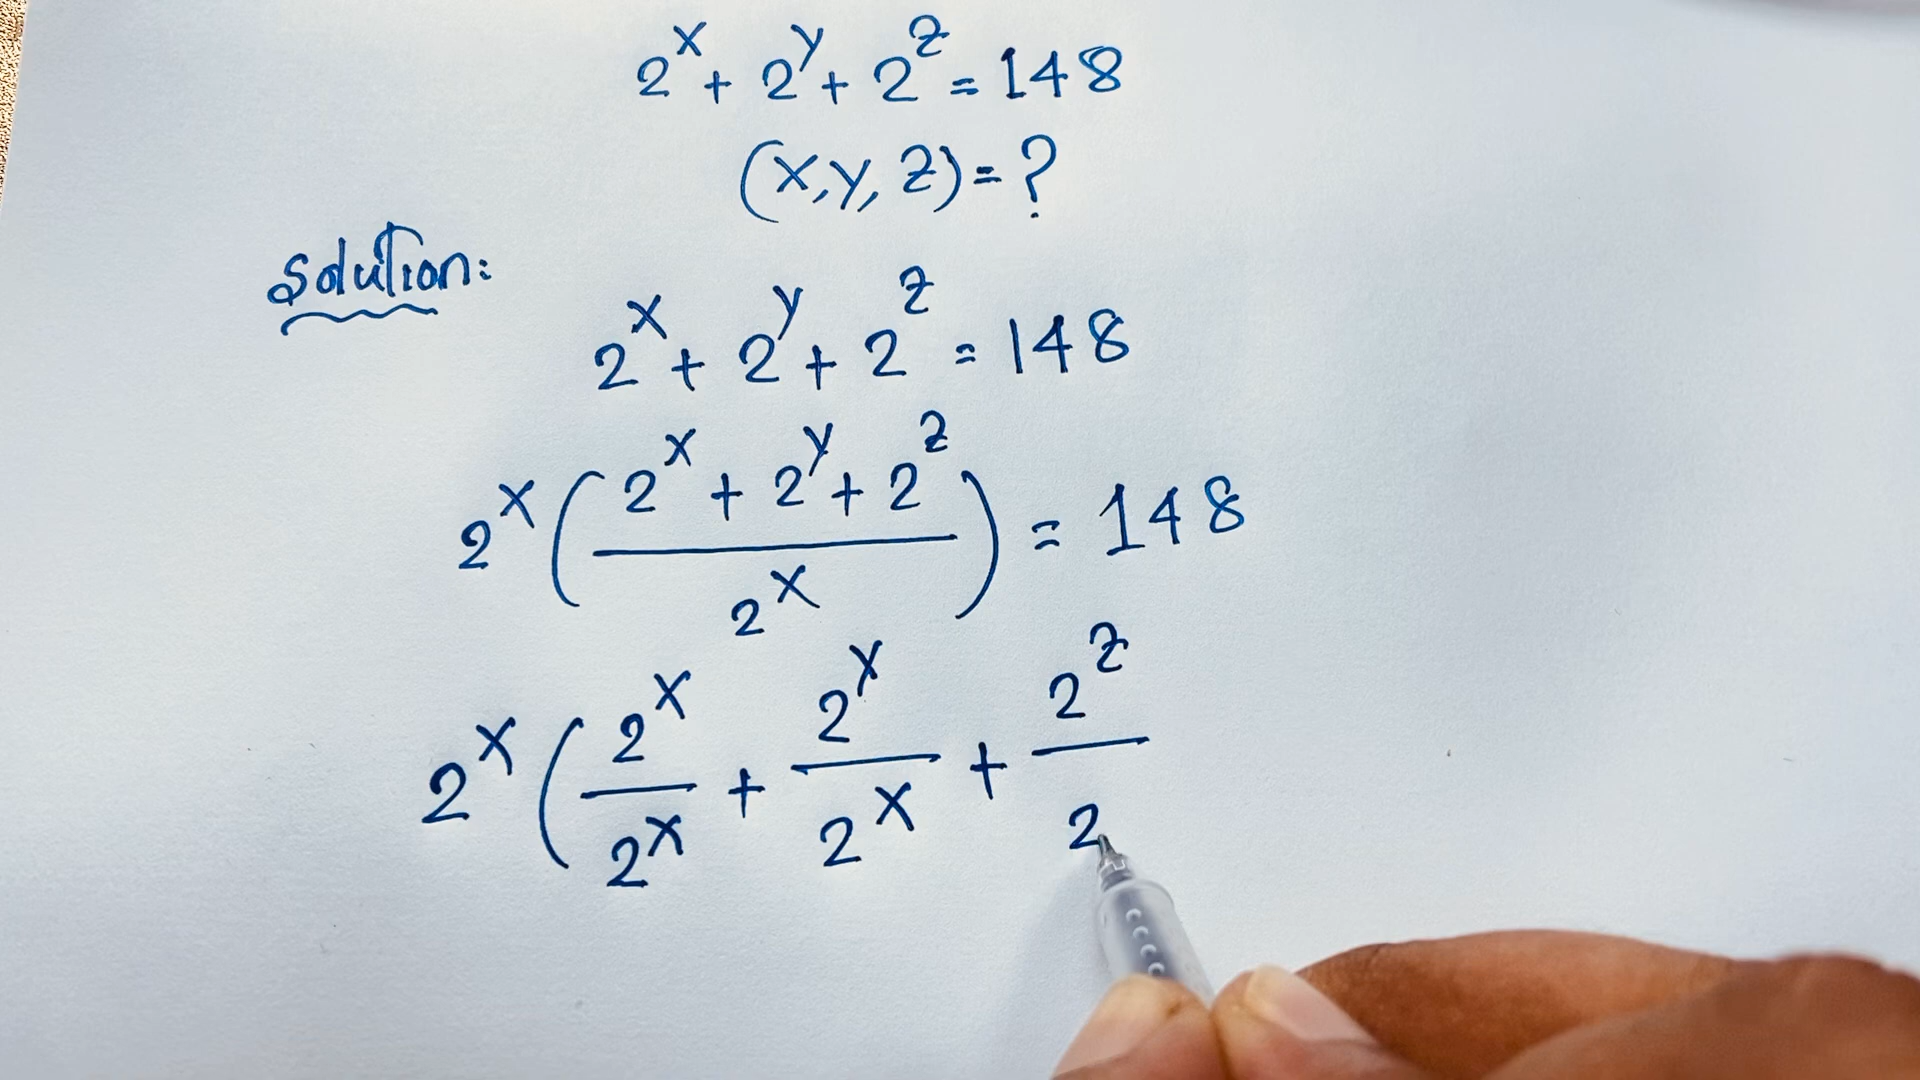 2^x + 2^y + 2^z = 148
(x, y, z) = ?
Solution:
2^x + 2^y + 2^z = 148
2^x ( (2^x + 2^y + 2^z) / 2^x ) = 148
2^x ( 2^x / 2^x + 2^y / 2^x + 2^z / 2